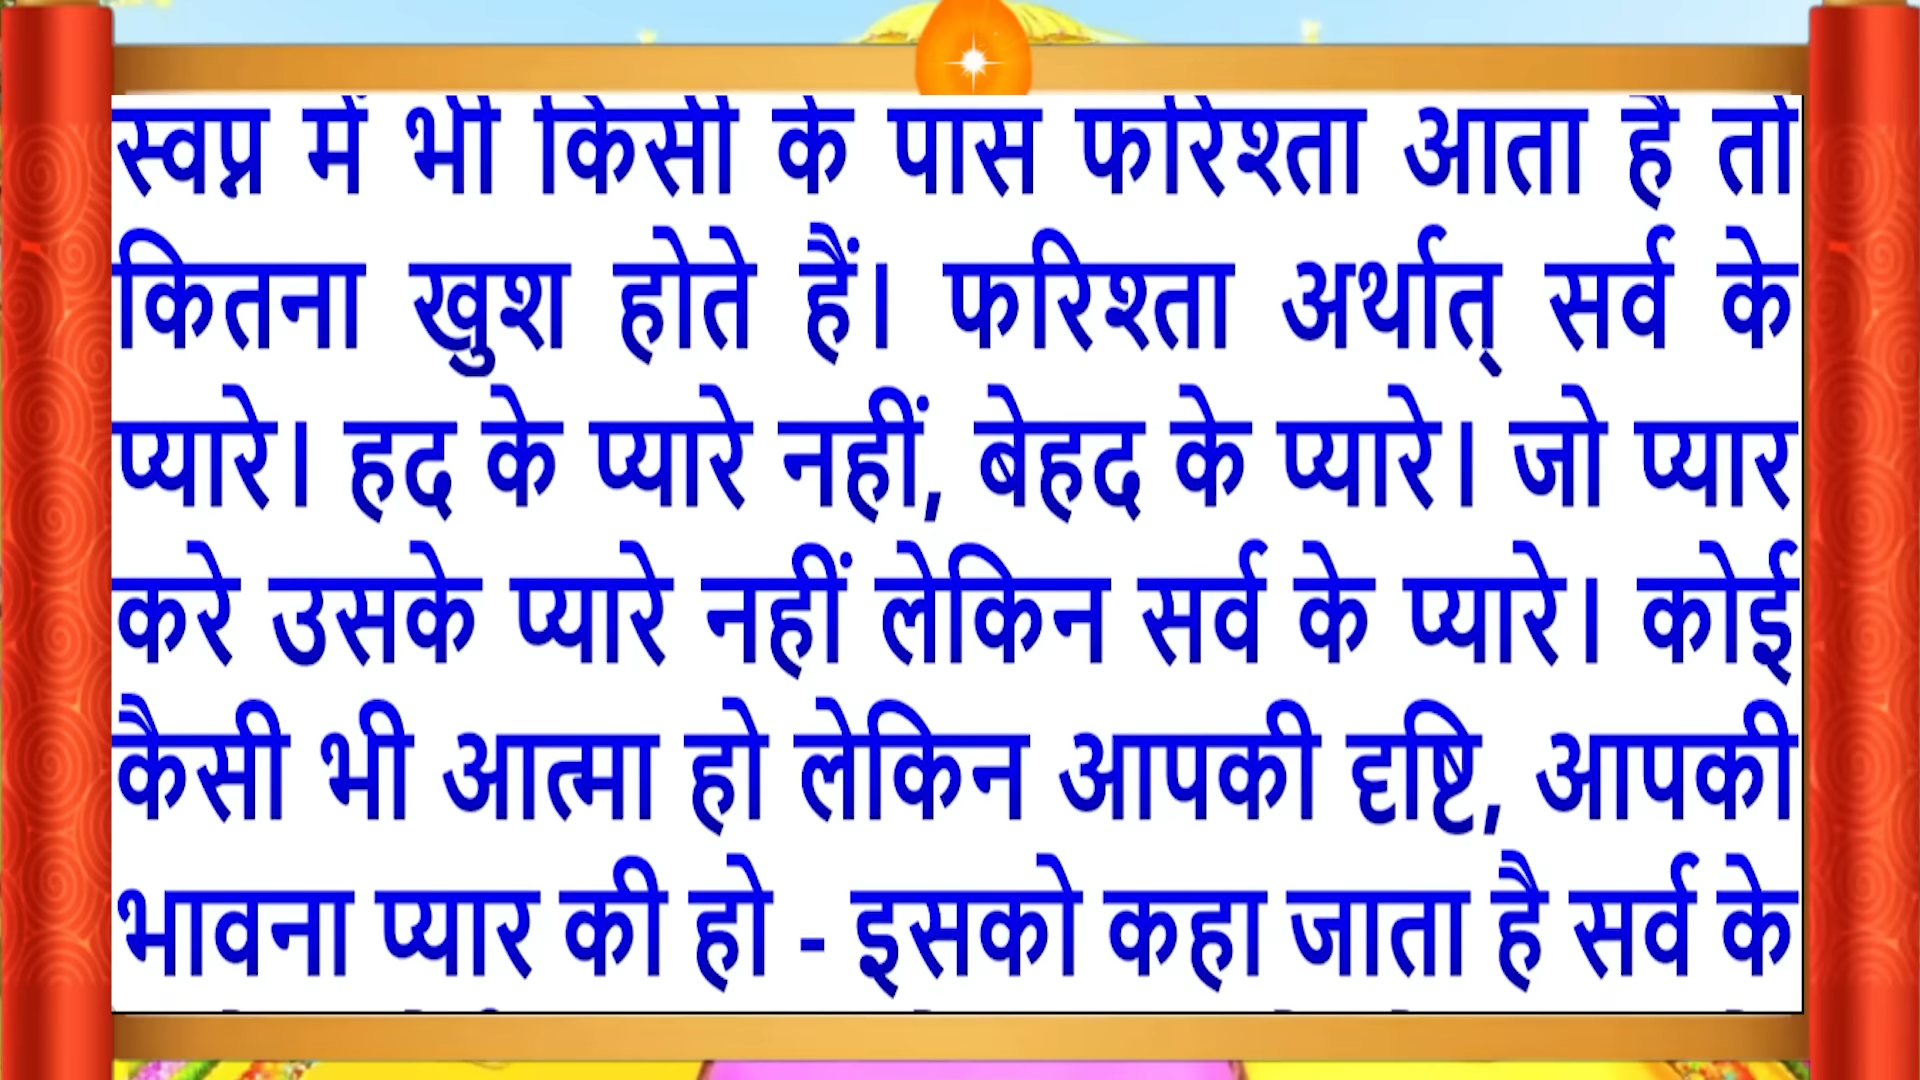 स्वप्न में भी किसी के पास फरिश्ता आता है तो
कितना खुश होते हैं। फरिश्ता अर्थात् सर्व के
प्यारे। हद के प्यारे नहीं, बेहद के प्यारे। जो प्यार
करे उसके प्यारे नहीं लेकिन सर्व के प्यारे। कोई
कैसी भी आत्मा हो लेकिन आपकी दृष्टि, आपकी
भावना प्यार की हो - इसको कहा जाता है सर्व के